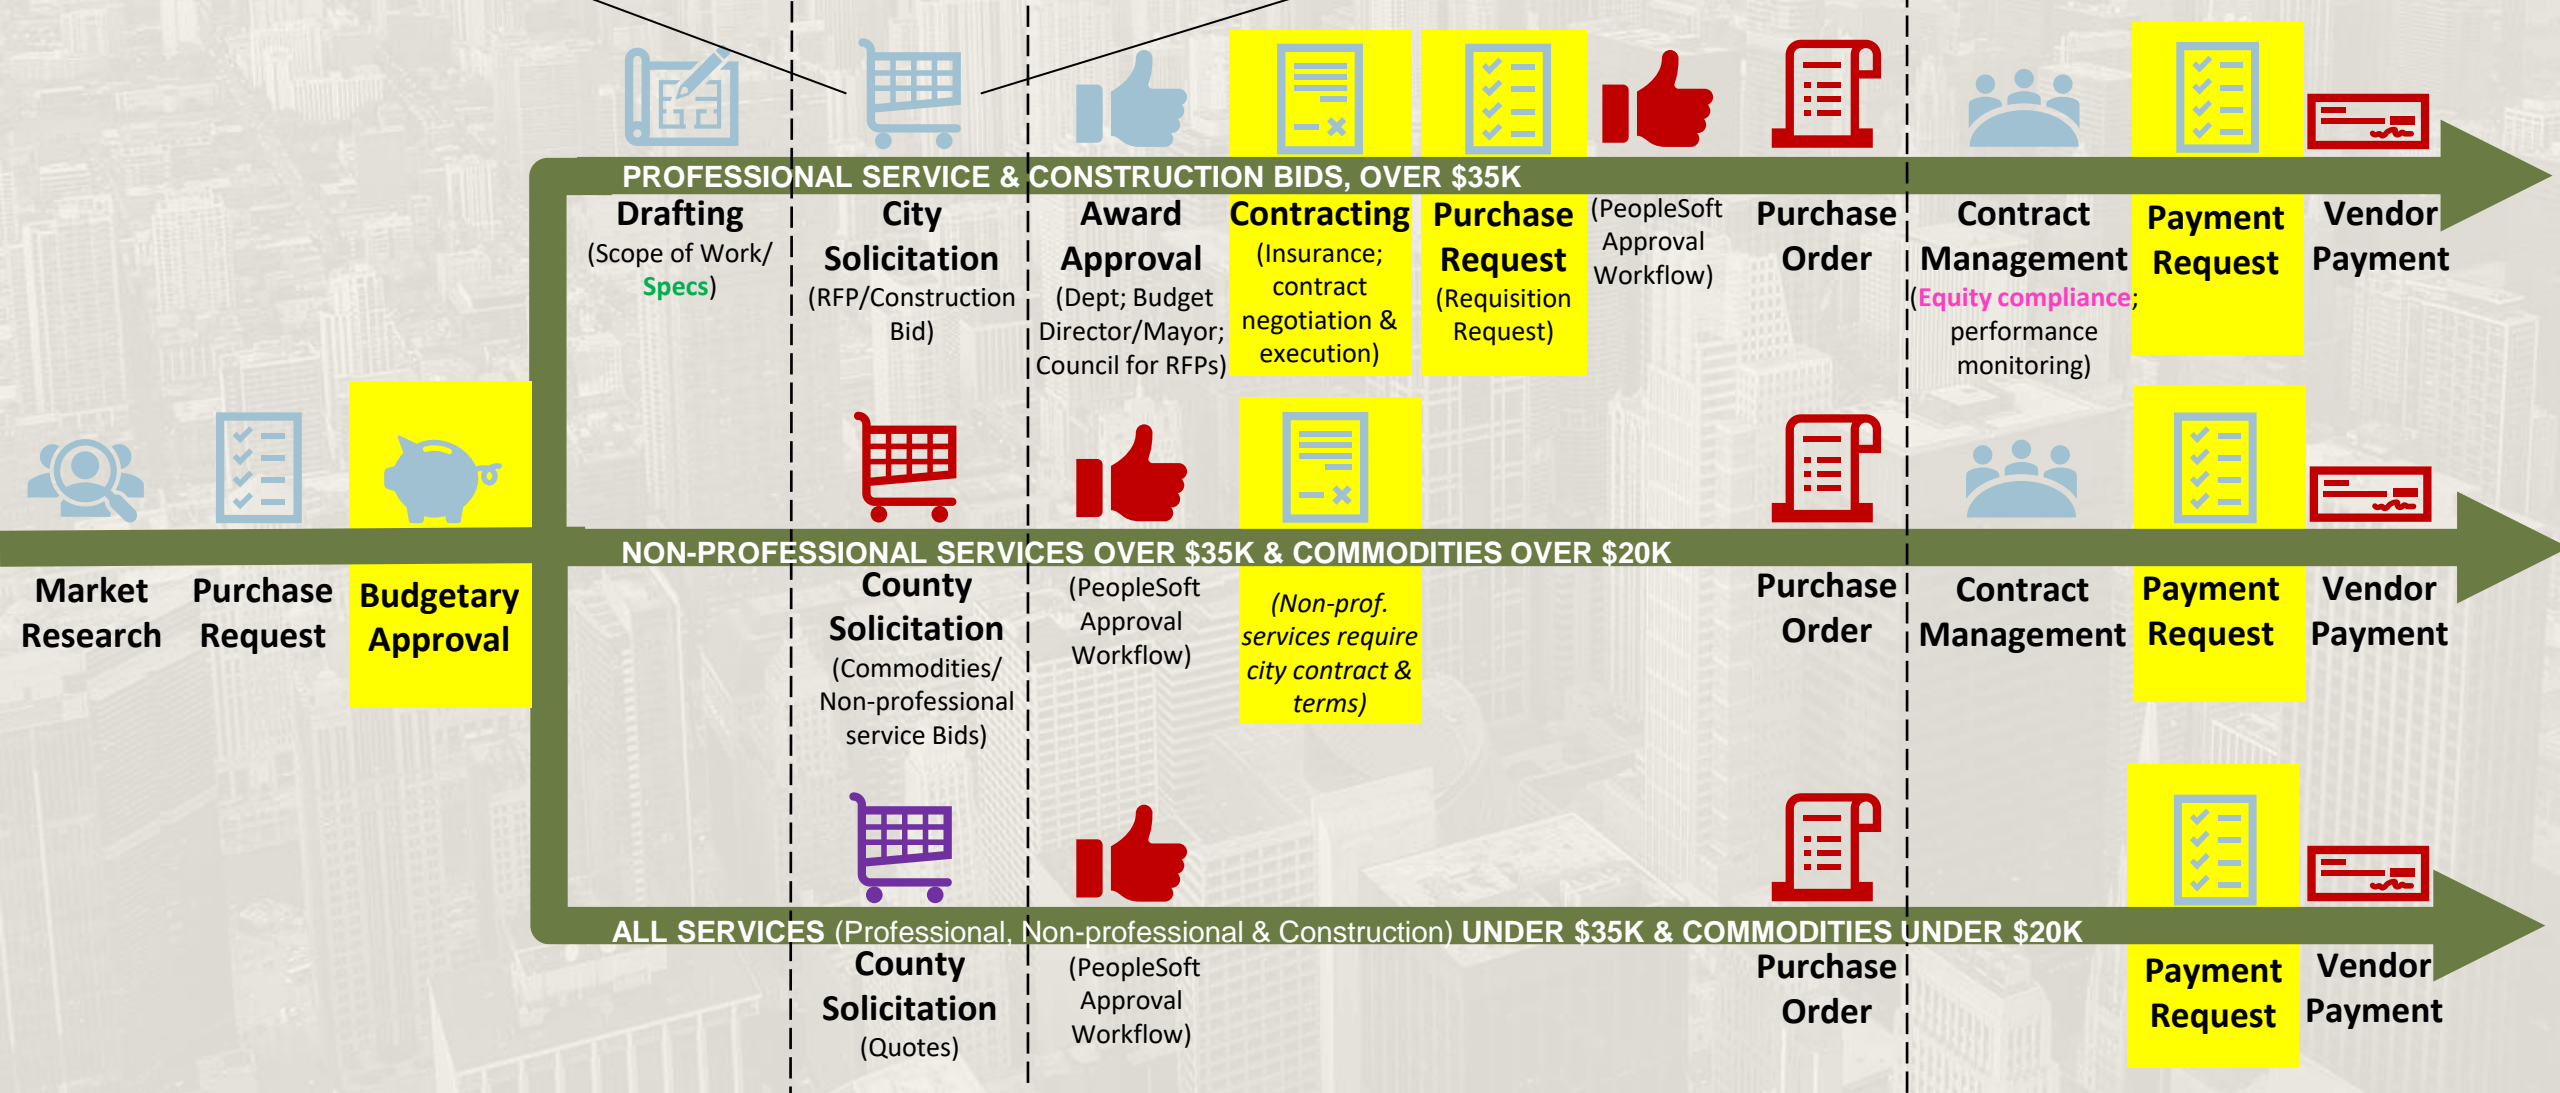 PROFESSIONAL SERVICE & CONSTRUCTION BIDS, OVER $35K
Drafting
(Scope of Work/
Specs)
City
Solicitation
(RFP/Construction
Bid)
Award
Approval
(Dept; Budget
Director/Mayor;
Council for RFPs)
Contracting
(Insurance;
contract
negotiation &
execution)
Purchase
Request
(Requisition
Request)
(PeopleSoft
Approval
Workflow)
Purchase
Order
Contract
Management
(Equity compliance;
performance
monitoring)
Payment
Request
Vendor
Payment
Market
Research
Purchase
Request
Budgetary
Approval
NON-PROFESSIONAL SERVICES OVER $35K & COMMODITIES OVER $20K
County
Solicitation
(Commodities/
Non-professional
service Bids)
(PeopleSoft
Approval
Workflow)
(Non-prof.
services require
city contract &
terms)
Purchase
Order
Contract
Management
Payment
Request
Vendor
Payment
ALL SERVICES (Professional, Non-professional & Construction) UNDER $35K & COMMODITIES UNDER $20K
County
Solicitation
(Quotes)
(PeopleSoft
Approval
Workflow)
Purchase
Order
Payment
Request
Vendor
Payment